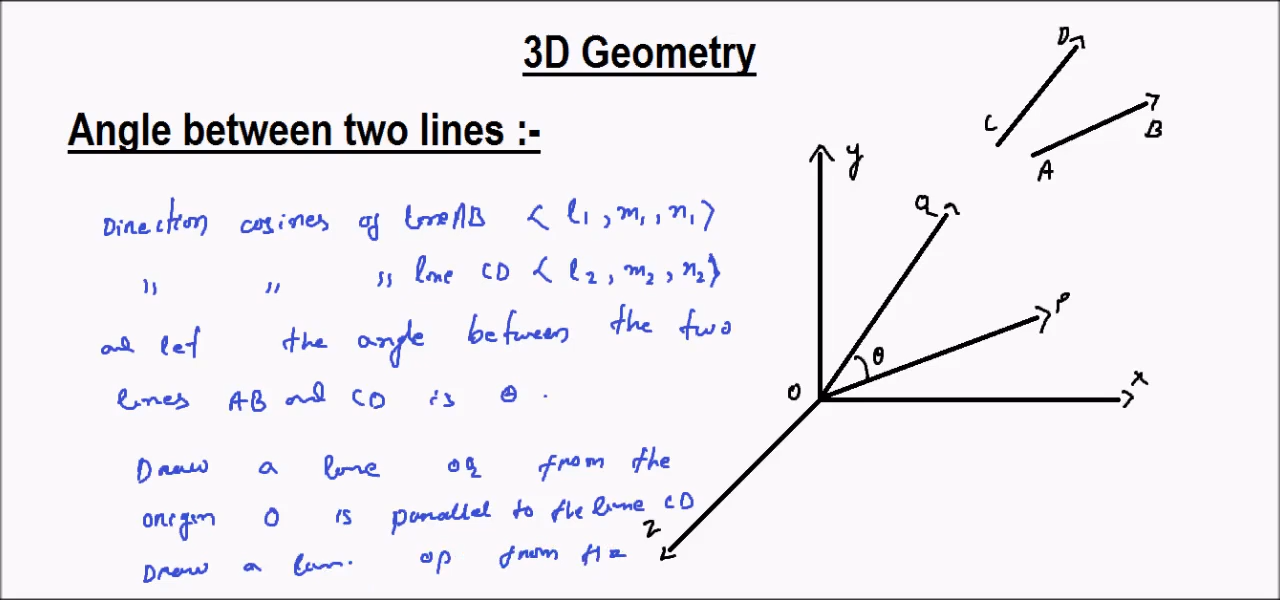 3D Geometry
Angle between two lines :-
Direction cosines of line AB < l1 , m1 , n1 >
" " " line CD < l2 , m2 , n2 >
and let the angle between the two
lines AB and CD is θ .
Draw a line OQ from the
origin O is parallel to the line CD
Draw a line OP from the
D
C
B
A
y
Q
P
θ
O
x
z